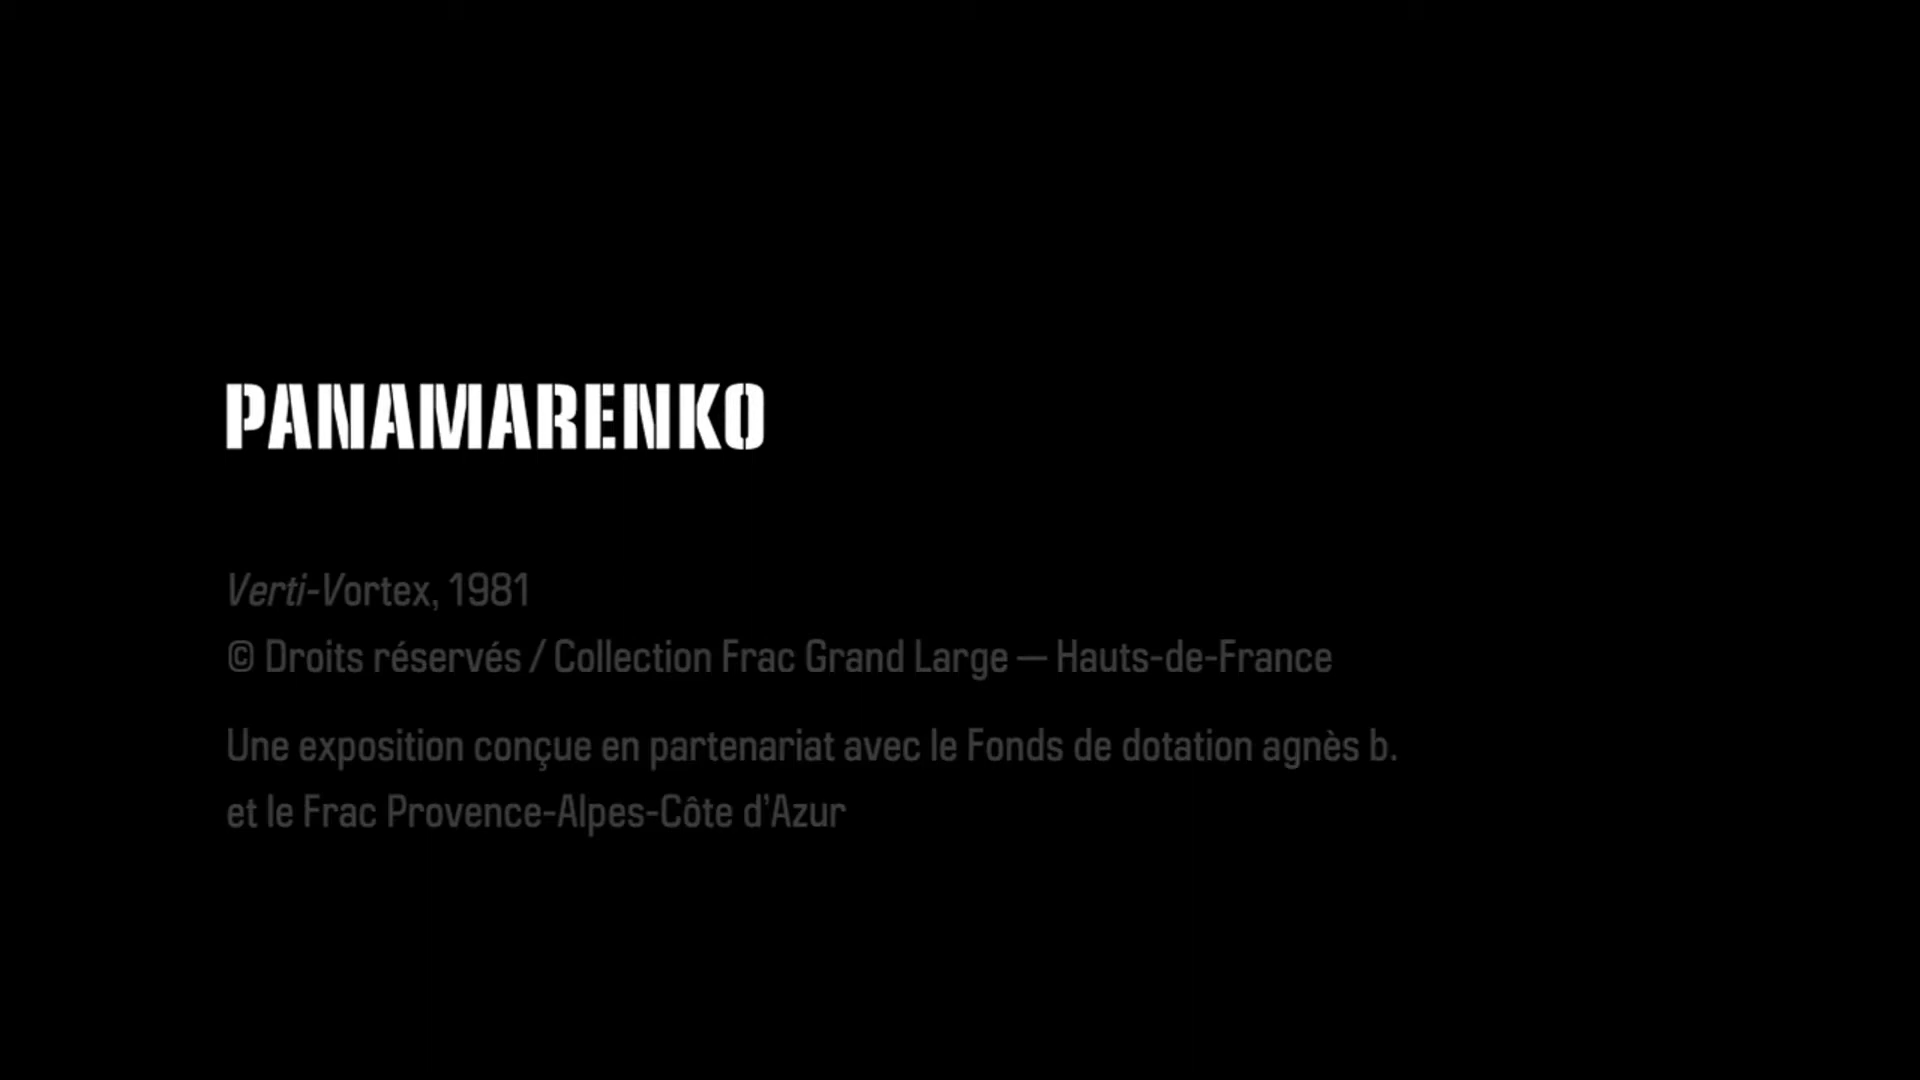 PANAMARENKO
Verti-Vortex, 1981
© Droits réservés / Collection Frac Grand Large — Hauts-de-France
Une exposition conçue en partenariat avec le Fonds de dotation agnès b.
et le Frac Provence-Alpes-Côte d’Azur